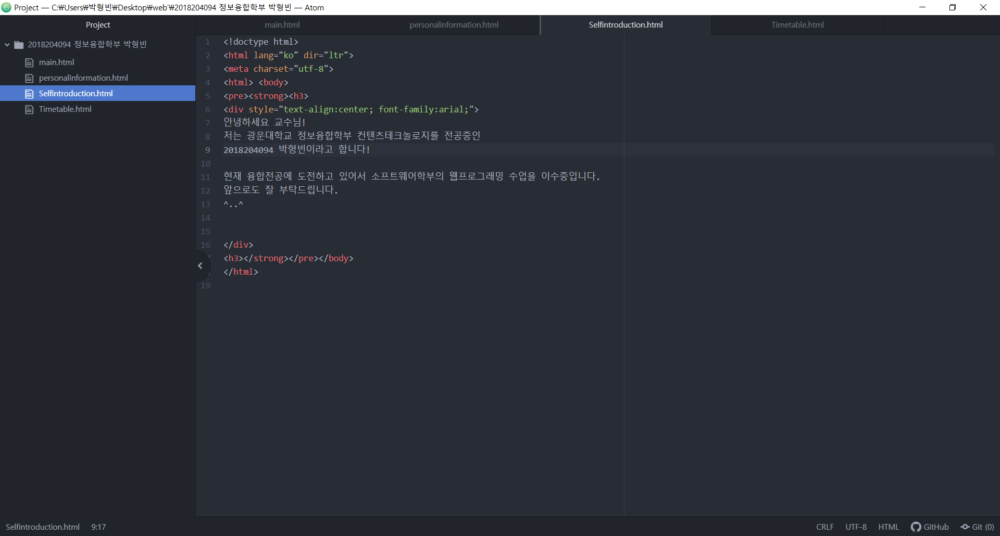 Project — C:₩Users₩박형빈₩Desktop₩web'₩2018204094 정보융합학부 박형빈 — Atom
Project
main.html
personalinformation.html
Selfintroduction.html
Timetable.html
2018204094 정보융합학부 박형빈
main.html
personalinformation.html
Selfintroduction.html
Timetable.html
1 <!doctype html>
2 <html lang="ko" dir="ltr">
3 <meta charset="utf-8">
4 <html> <body>
5 <pre><strong><h3>
6 <div style="text-align:center; font-family:arial;">
7 안녕하세요 교수님!
8 저는 광운대학교 정보융합학부 컨텐츠테크놀로지를 전공중인
9 2018204094 박형빈이라고 합니다!
10
11 현재 융합전공에 도전하고 있어서 소프트웨어학부의 웹프로그래밍 수업을 이수중입니다.
12 앞으로도 잘 부탁드립니다.
13 ^..^
14
15
16 </div>
<h3></strong></pre></body>
</html>
19
Selfintroduction.html 9:17
CRLF UTF-8 HTML GitHub Git (0)